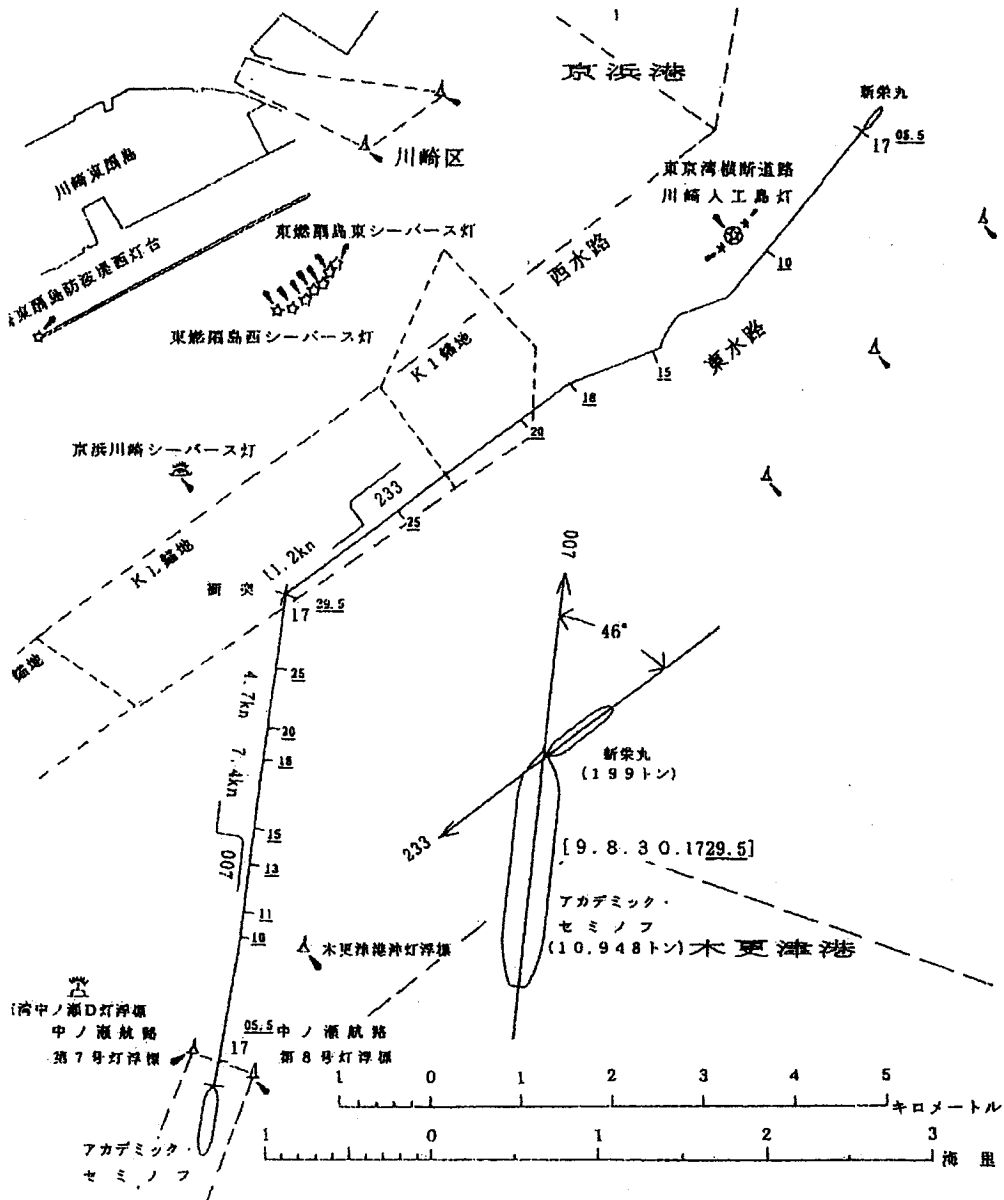 京浜港
新栄丸
17 05.5
川崎区
川崎東扇島
東京湾横断道路
川崎人工島灯
東燃扇島東シーバース灯
西水路
10
東扇島防波堤西灯台
東燃扇島西シーバース灯
K1錨地
東水路
15
18
20
京浜川崎シーバース灯
233
25
11.2kn
K1錨地
衝突
17 29.5
007
46°
錨地
25
4.7kn
20
18
7.4kn
新栄丸
(199トン)
233
15
007
13
[9.8.30.1729.5]
アカデミック・
セミノフ
(10,948トン)
木更津港
11
10
木更津港沖灯浮標
湾中ノ瀬D灯浮標
中ノ瀬航路
第7号灯浮標
05.5
17
中ノ瀬航路
第8号灯浮標
1 0 1 2 3 4 5
キロメートル
アカデミック・
セミノフ
1 0 1 2 3
海里